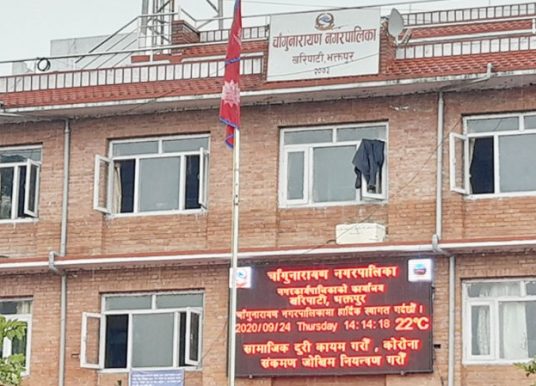 चाँगुनारायण नगरपालिका
खरिपाटी, भक्तपुर
२०७३
चाँगुनारायण नगरपालिका
नगरकार्यपालिकाको कार्यालय
खरिपाटी, भक्तपुर
चाँगुनारायण नगरपालिकामा हार्दिक स्वागत गर्दछौं ।
2020/09/24 Thursday 14:14:18 22℃
सामाजिक दूरी कायम गरौं , कोरोना
संक्रमण जोखिम नियन्त्रण गरौं